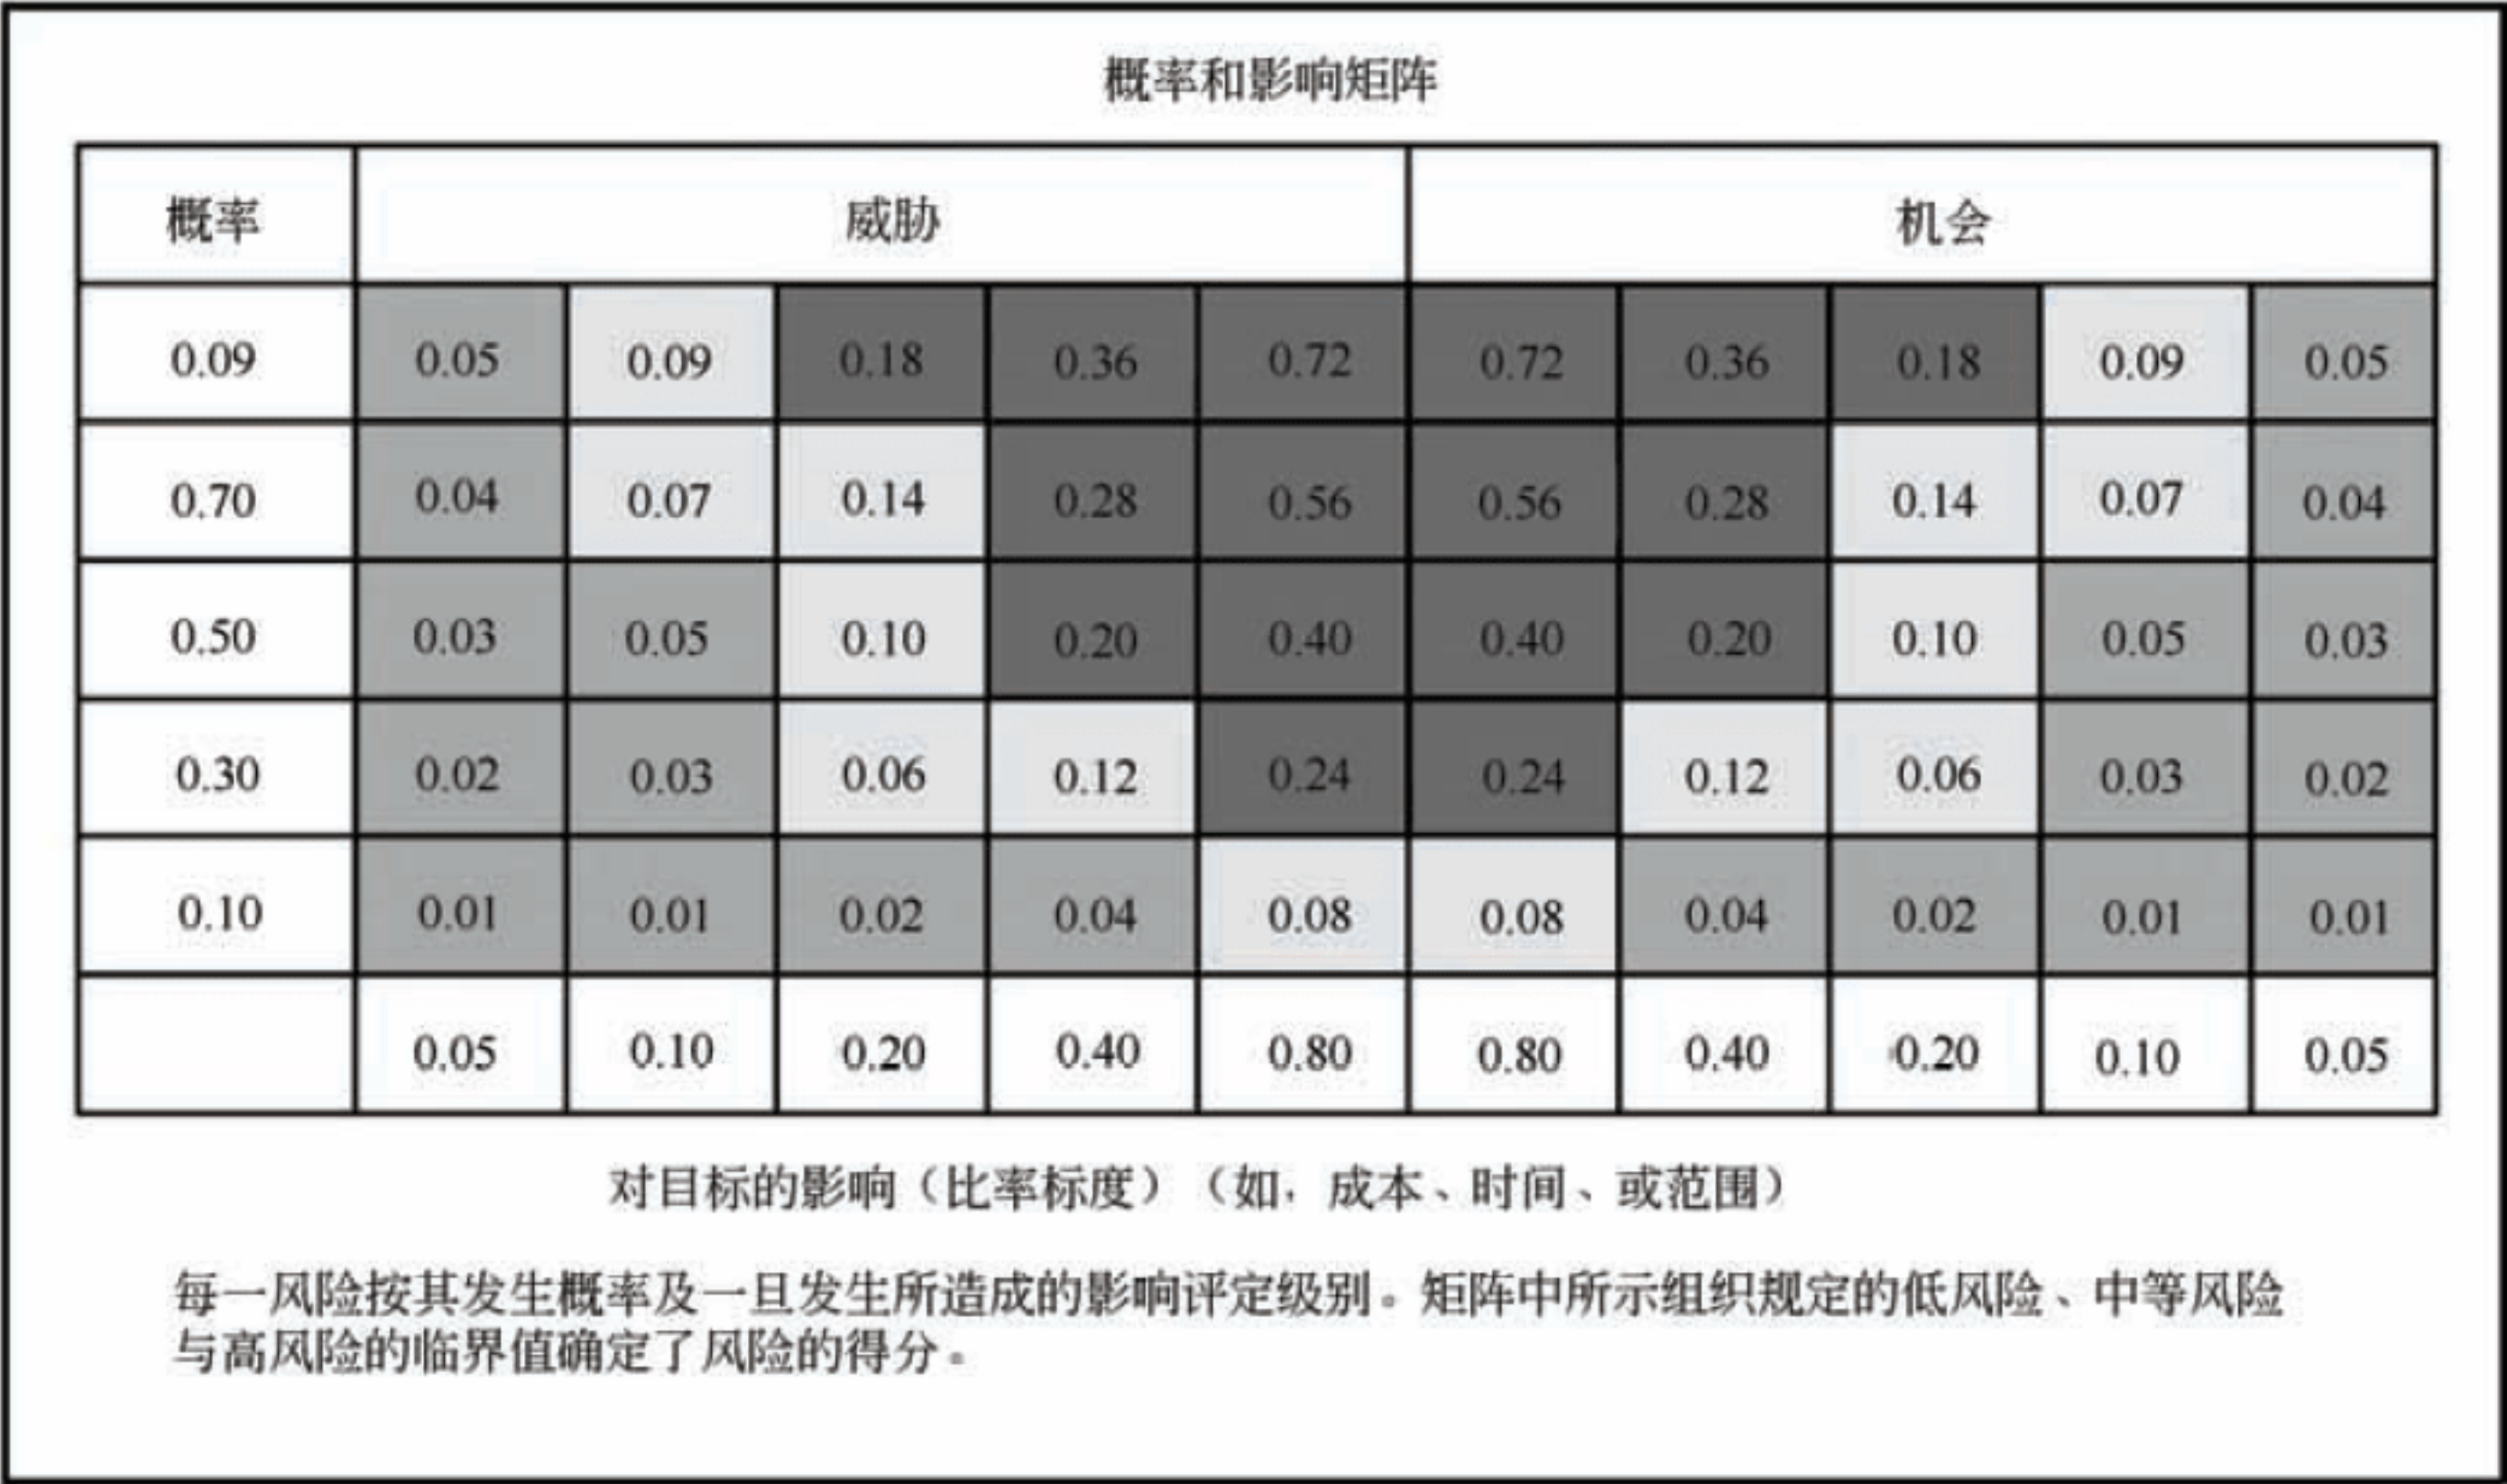 概率和影响矩阵
概率 威胁 机会
0.09 0.05 0.09 0.18 0.36 0.72 0.72 0.36 0.18 0.09 0.05
0.70 0.04 0.07 0.14 0.28 0.56 0.56 0.28 0.14 0.07 0.04
0.50 0.03 0.05 0.10 0.20 0.40 0.40 0.20 0.10 0.05 0.03
0.30 0.02 0.03 0.06 0.12 0.24 0.24 0.12 0.06 0.03 0.02
0.10 0.01 0.01 0.02 0.04 0.08 0.08 0.04 0.02 0.01 0.01
0.05 0.10 0.20 0.40 0.80 0.80 0.40 0.20 0.10 0.05
对目标的影响（比率标度）（如，成本、时间、或范围）
每一风险按其发生概率及一旦发生所造成的影响评定级别。矩阵中所示组织规定的低风险、中等风险
与高风险的临界值确定了风险的得分。